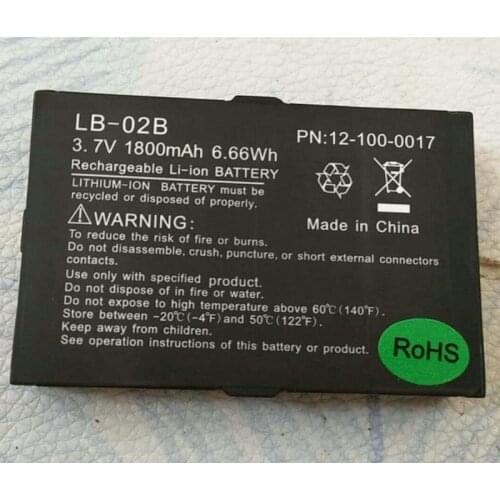 LB-02B
3.7V 1800mAh 6.66Wh
Rechargeable Li-ion BATTERY
LITHIUM-ION BATTERY must be
recycled or disposed of properly.
PN:12-100-0017
Made in China
⚠WARNING:
To reduce the risk of fire or burns.
Do not disassemble, crush, puncture, or short external connectors
contacts.
Use only with specified product.
Do not dispose of in fire or water.
Do not expose to high temperature above 60℃(140℉)
Store between -20℃(-4℉) and 50℃(122℉)
Keep away from children.
See operation instructions of this battery or product.
RoHS